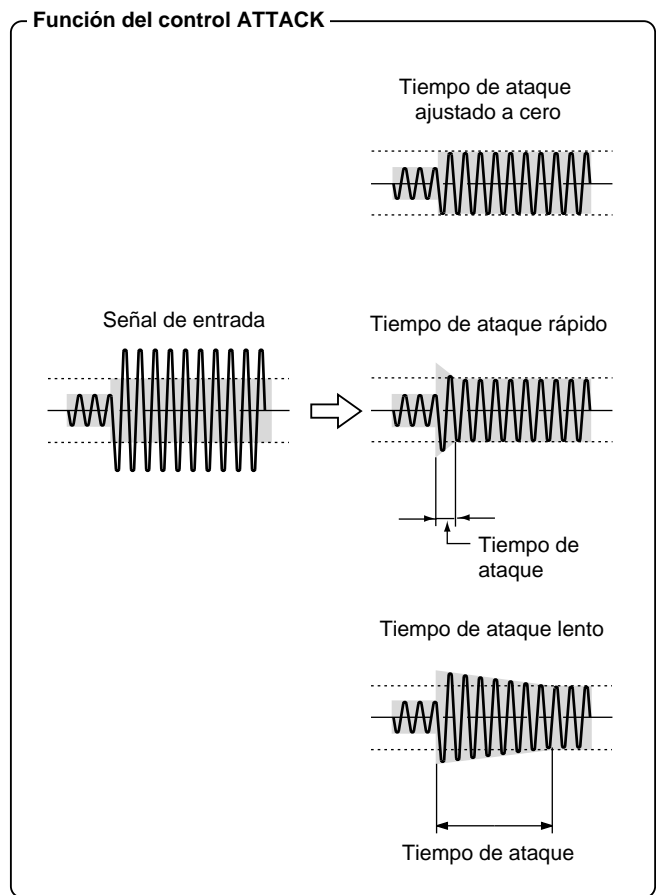 Función del control ATTACK
Tiempo de ataque
ajustado a cero
Señal de entrada
Tiempo de ataque rápido
Tiempo de
ataque
Tiempo de ataque lento
Tiempo de ataque